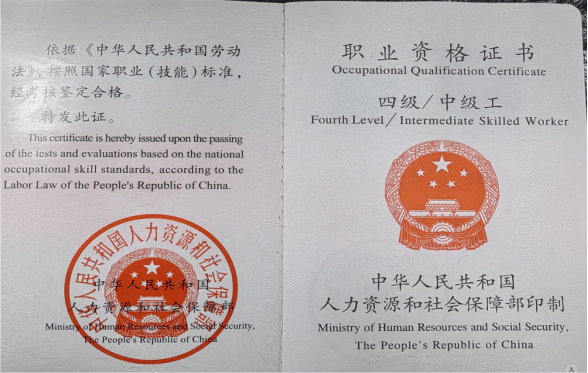 依据《中华人民共和国劳动
法》,按照国家职业(技能)标准,
经考核鉴定合格。
特发此证。
This certificate is hereby issued upon the passing
of the tests and evaluations based on the national
occupational skill standards, according to the
Labor Law of the People's Republic of China.
中华人民共和国人力资源和社会保障部
中华人民共和国
人力资源和社会保障部
Ministry of Human Resources and Social Security,
The People's Republic of China
职业资格证书
Occupational Qualification Certificate
四级/中级工
Fourth Level/Intermediate Skilled Worker
中华人民共和国
人力资源和社会保障部印制
Ministry of Human Resources and Social Security,
The People's Republic of China